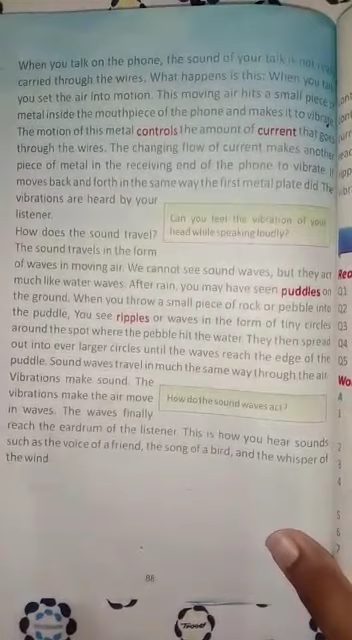 When you talk on the phone, the sound of your talk is not
carried through the wires. What happens is this: When you talk
you set the air into motion. This moving air hits a small piece of
metal inside the mouthpiece of the phone and makes it to vibrate
The motion of this metal controls the amount of current that goes
through the wires. The changing flow of current makes another
piece of metal in the receiving end of the phone to vibrate. It
moves back and forth in the same way the first metal plate did. The
vibrations are heard by your
listener.
Can you feel the vibration of your
head while speaking loudly?
How does the sound travel?
The sound travels in the form
of waves in moving air. We cannot see sound waves, but they act
much like water waves. After rain, you may have seen puddles on
the ground. When you throw a small piece of rock or pebble into
the puddle, You see ripples or waves in the form of tiny circles
around the spot where the pebble hit the water. They then spread
out into ever larger circles until the waves reach the edge of the
puddle. Sound waves travel in much the same way through the air.
Vibrations make sound. The
vibrations make the air move
in waves. The waves finally
How do the sound waves act?
reach the eardrum of the listener. This is how you hear sounds
such as the voice of a friend, the song of a bird, and the whisper of
the wind
88
Q1
Q2
Q3
Q4
Q5
A
1
2
3
4
5
6
7